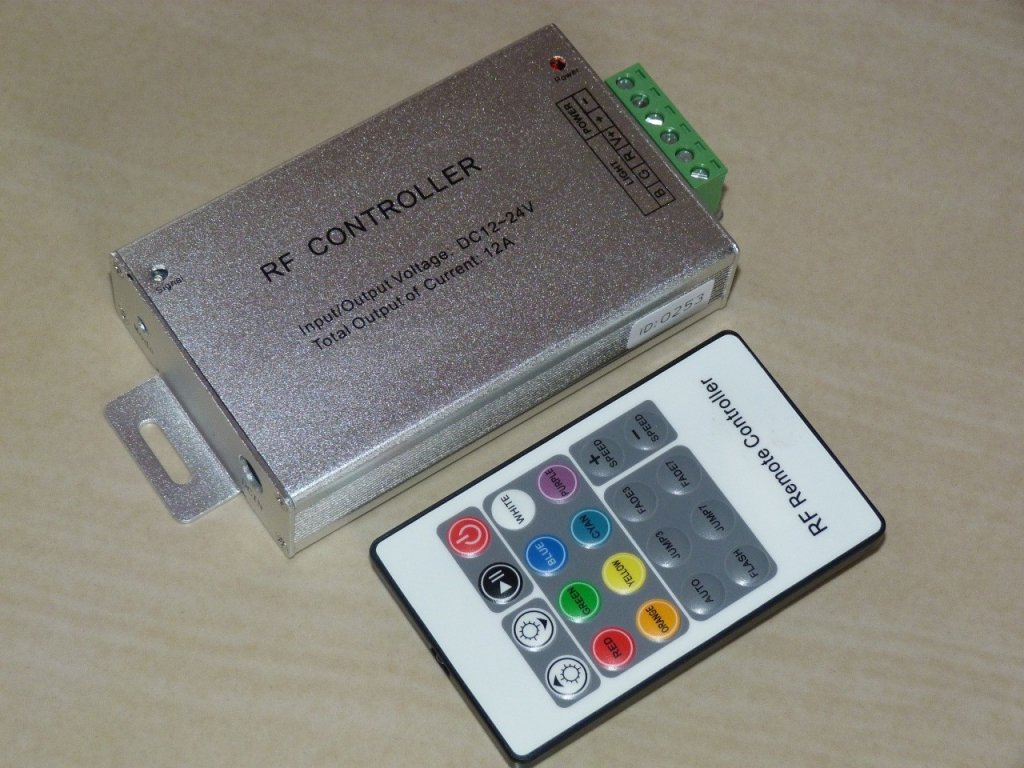 Power
POWER
- +
LIGHT
V+ R G B
Signal
RF CONTROLLER
Input/Output Voltage: DC12~24V
Total Output of Current: 12A
ID:0253
RED GREEN BLUE WHITE
ORANGE YELLOW CYAN PURPLE
AUTO JUMP3 FADE3 SPEED +
FLASH JUMP7 FADE7 SPEED -
RF Remote Controller